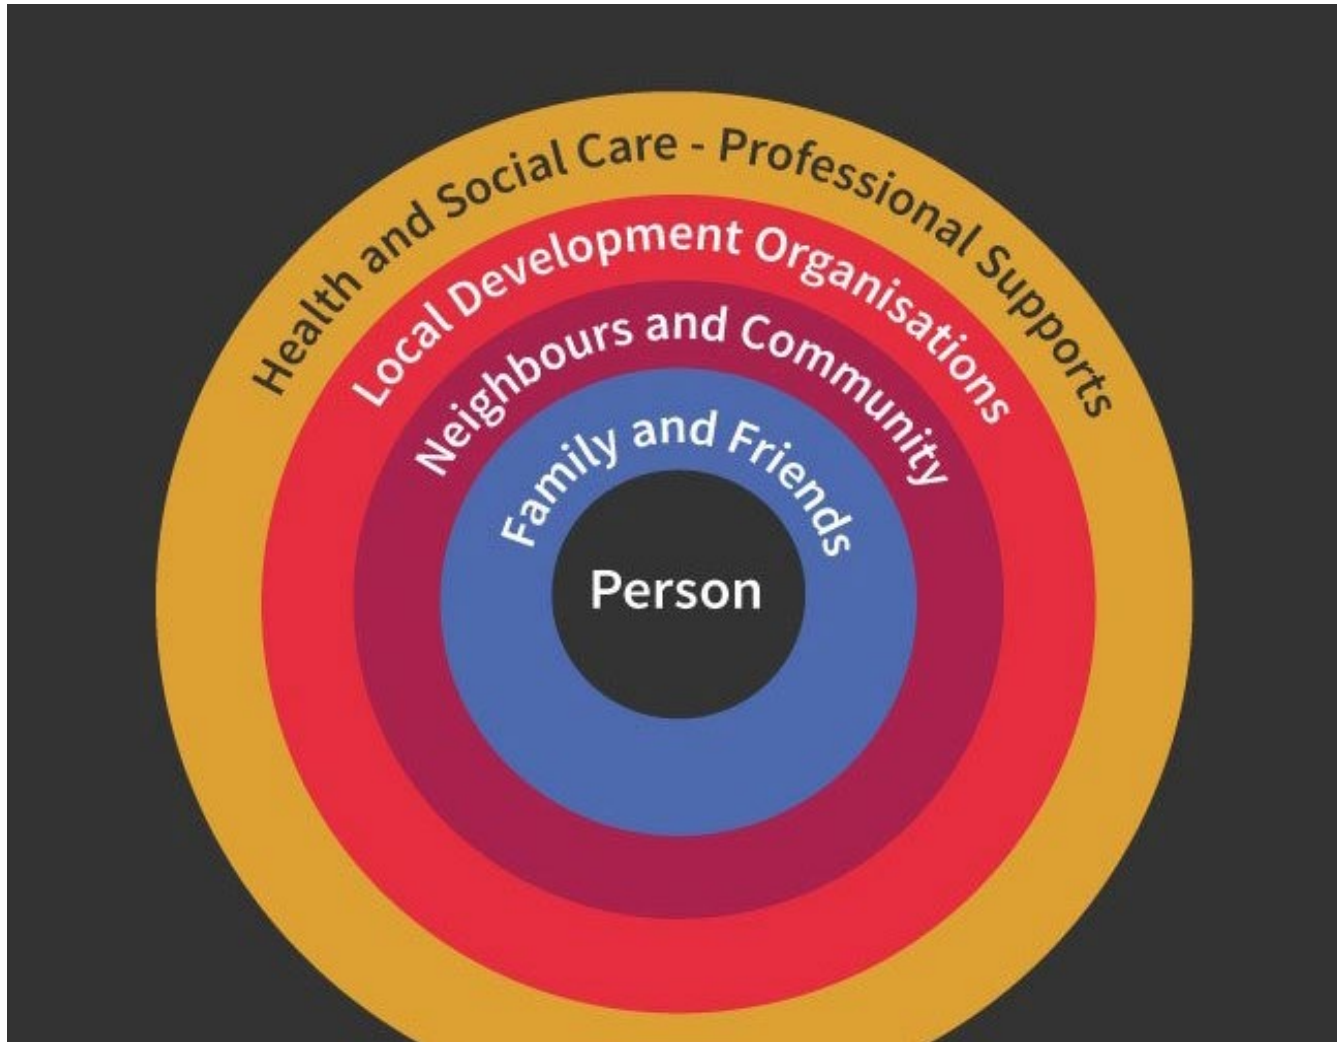 Health and Social Care - Professional Supports
Local Development Organisations
Neighbours and Community
Family and Friends
Person